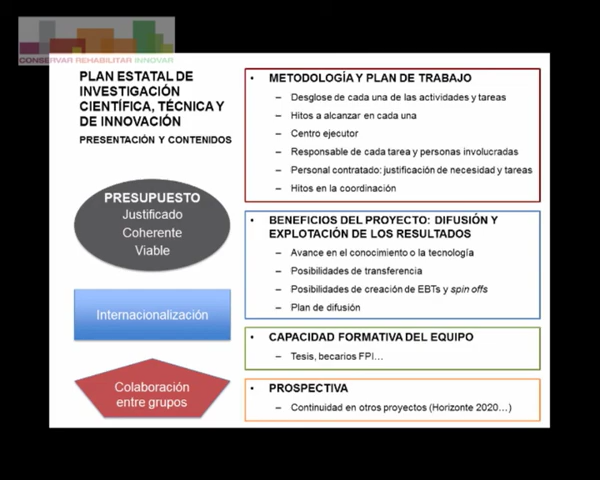 CONSERVAR REHABILITAR INNOVAR
PLAN ESTATAL DE
INVESTIGACIÓN
CIENTÍFICA, TÉCNICA Y
DE INNOVACIÓN
PRESENTACIÓN Y CONTENIDOS
PRESUPUESTO
Justificado
Coherente
Viable
Internacionalización
Colaboración
entre grupos
• METODOLOGÍA Y PLAN DE TRABAJO
– Desglose de cada una de las actividades y tareas
– Hitos a alcanzar en cada una
– Centro ejecutor
– Responsable de cada tarea y personas involucradas
– Personal contratado: justificación de necesidad y tareas
– Hitos en la coordinación
• BENEFICIOS DEL PROYECTO: DIFUSIÓN Y
EXPLOTACIÓN DE LOS RESULTADOS
– Avance en el conocimiento o la tecnología
– Posibilidades de transferencia
– Posibilidades de creación de EBTs y spin offs
– Plan de difusión
• CAPACIDAD FORMATIVA DEL EQUIPO
– Tesis, becarios FPI…
• PROSPECTIVA
– Continuidad en otros proyectos (Horizonte 2020…)